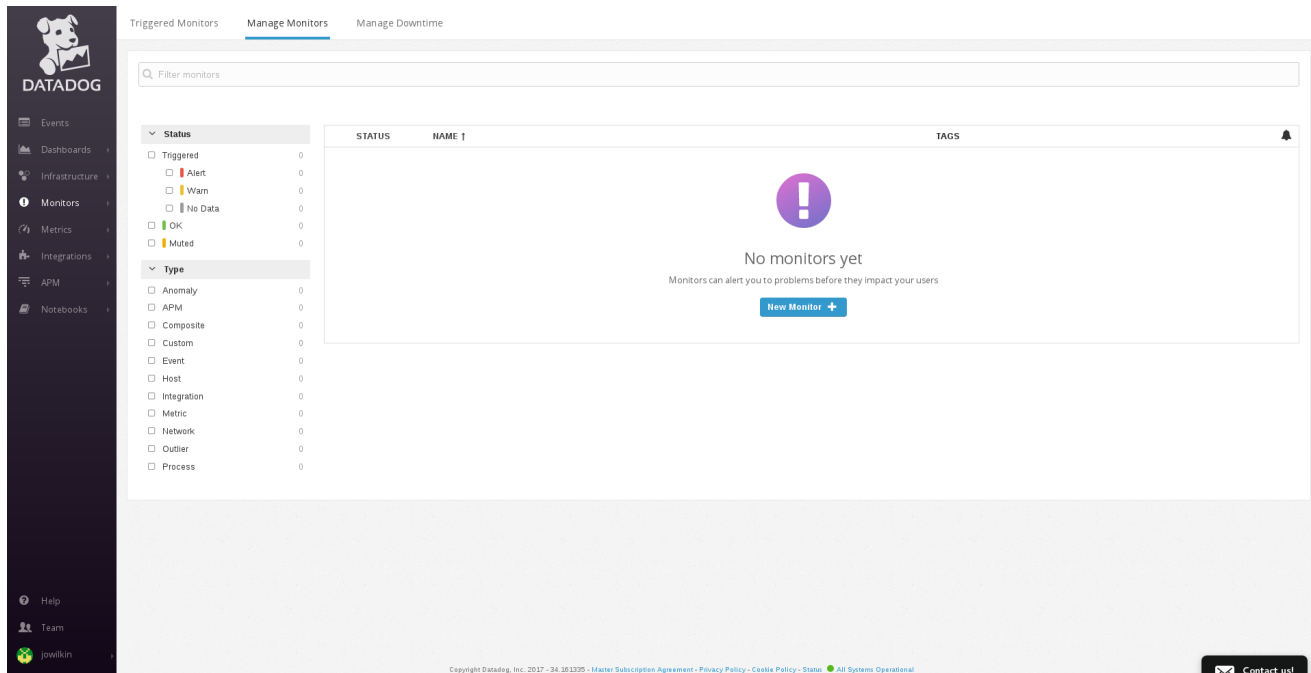 DATADOG
Events
Dashboards
Infrastructure
Monitors
Metrics
Integrations
APM
Notebooks
Help
Team
jowilkin
Triggered Monitors Manage Monitors Manage Downtime
Filter monitors
Status
Triggered 0
Alert 0
Warn 0
No Data 0
OK 0
Muted 0
Type
Anomaly 0
APM 0
Composite 0
Custom 0
Event 0
Host 0
Integration 0
Metric 0
Network 0
Outlier 0
Process 0
STATUS NAME ↑ TAGS
No monitors yet
Monitors can alert you to problems before they impact your users
New Monitor +
Copyright Datadog, Inc. 2017 - 34.161335 - Master Subscription Agreement - Privacy Policy - Cookie Policy - Status All Systems Operational
Contact us!